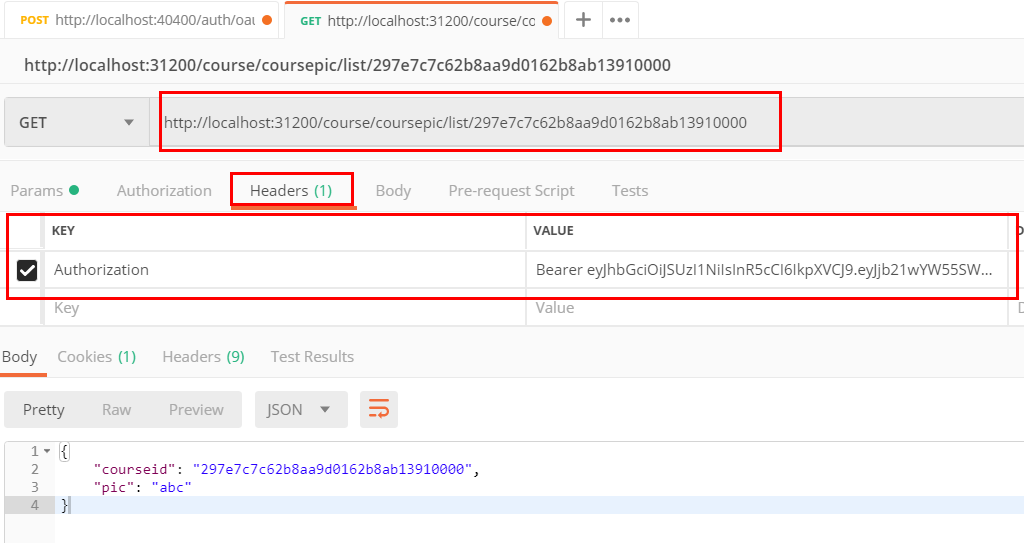 POST http://localhost:40400/auth/oau GET http://localhost:31200/course/co
http://localhost:31200/course/coursepic/list/297e7c7c62b8aa9d0162b8ab13910000
GET http://localhost:31200/course/coursepic/list/297e7c7c62b8aa9d0162b8ab13910000
Params Authorization Headers (1) Body Pre-request Script Tests
KEY VALUE D
Authorization Bearer eyJhbGciOiJSUzI1NiIsInR5cCI6IkpXVCJ9.eyJjb21wYW55SW...
Key Value D
Body Cookies (1) Headers (9) Test Results
Pretty Raw Preview JSON
1 {
2 "courseid": "297e7c7c62b8aa9d0162b8ab13910000",
3 "pic": "abc"
4 }